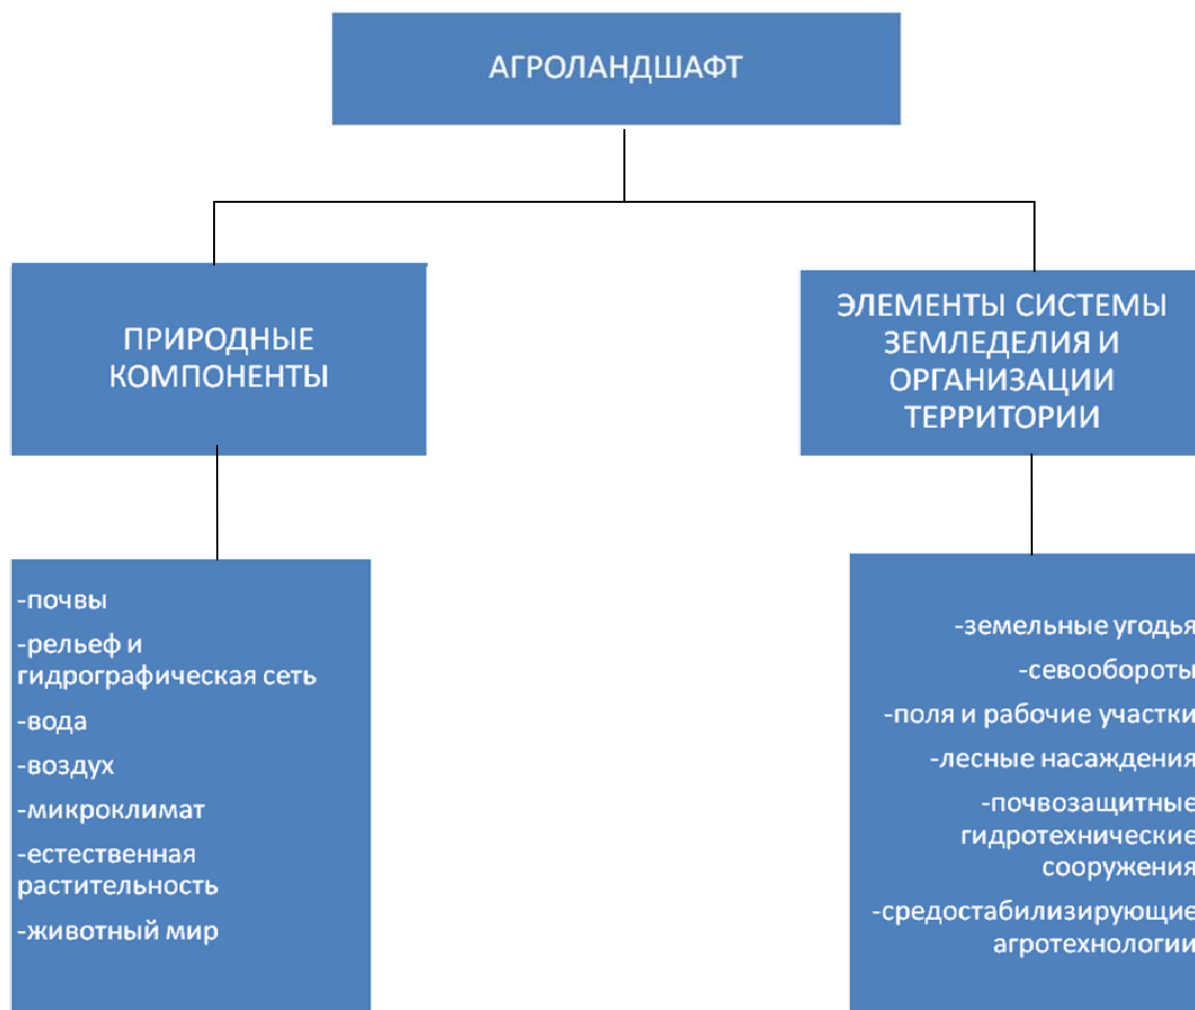 АГРОЛАНДШАФТ
ПРИРОДНЫЕ
КОМПОНЕНТЫ
ЭЛЕМЕНТЫ СИСТЕМЫ
ЗЕМЛЕДЕЛИЯ И
ОРГАНИЗАЦИИ
ТЕРРИТОРИИ
-почвы
-рельеф и
гидрографическая сеть
-вода
-воздух
-микроклимат
-естественная
растительность
-животный мир
-земельные угодья
-севообороты
-поля и рабочие участки
-лесные насаждения
-почвозащитные
гидротехнические
сооружения
-средостабилизирующие
агротехнологии